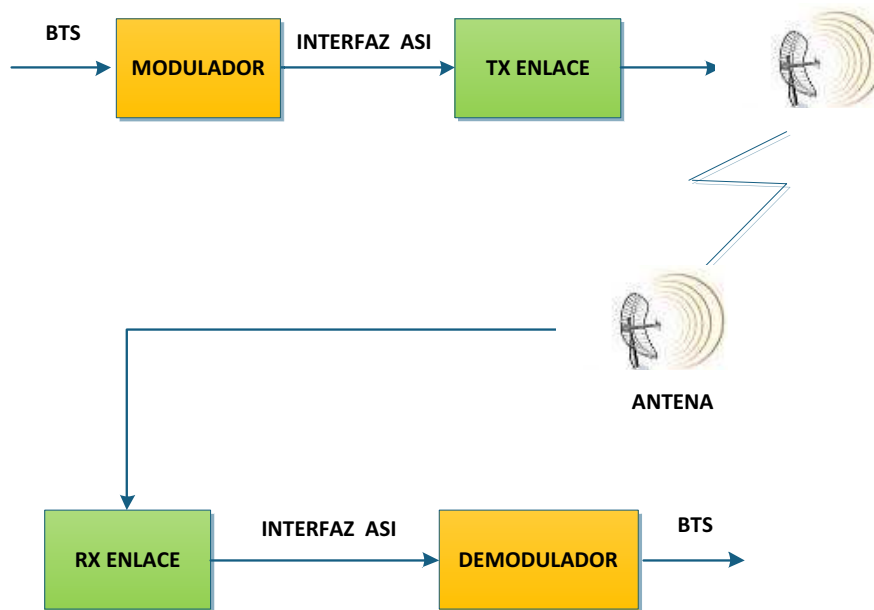 BTS
MODULADOR
INTERFAZ ASI
TX ENLACE
ANTENA
RX ENLACE
INTERFAZ ASI
DEMODULADOR
BTS